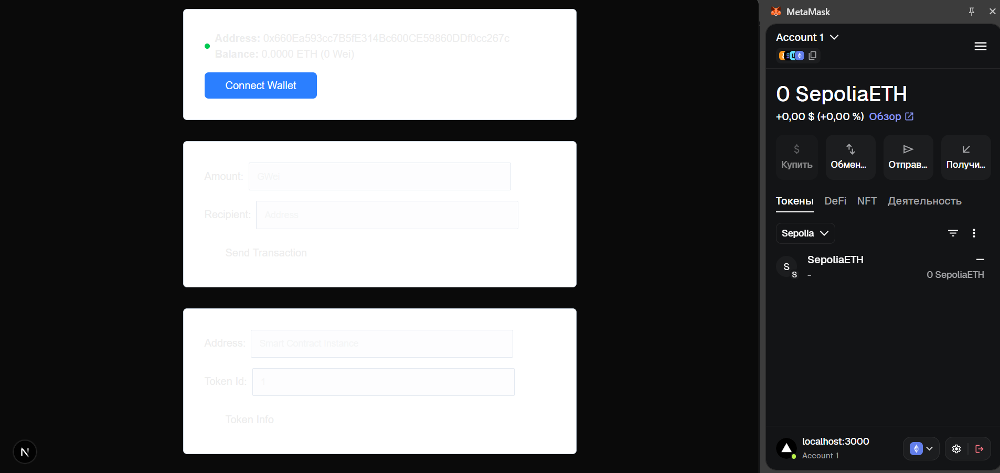 Address: 0x660Ea593cc7B5fE314Bc600CE59860DDf0cc267c
Balance: 0.0000 ETH (0 Wei)
Connect Wallet
Amount: GWei
Recipient: Address
Send Transaction
Address: Smart Contract Instance
Token Id: 1
Token Info
N
MetaMask
Account 1
0 SepoliaETH
+0,00 $ (+0,00 %) Обзор
Купить
Обмен...
Отправ...
Получи...
Токены DeFi NFT Деятельность
Sepolia
S
S
SepoliaETH —
- 0 SepoliaETH
localhost:3000
Account 1